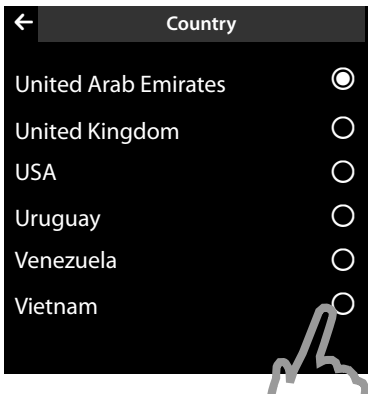 Country
United Arab Emirates
United Kingdom
USA
Uruguay
Venezuela
Vietnam